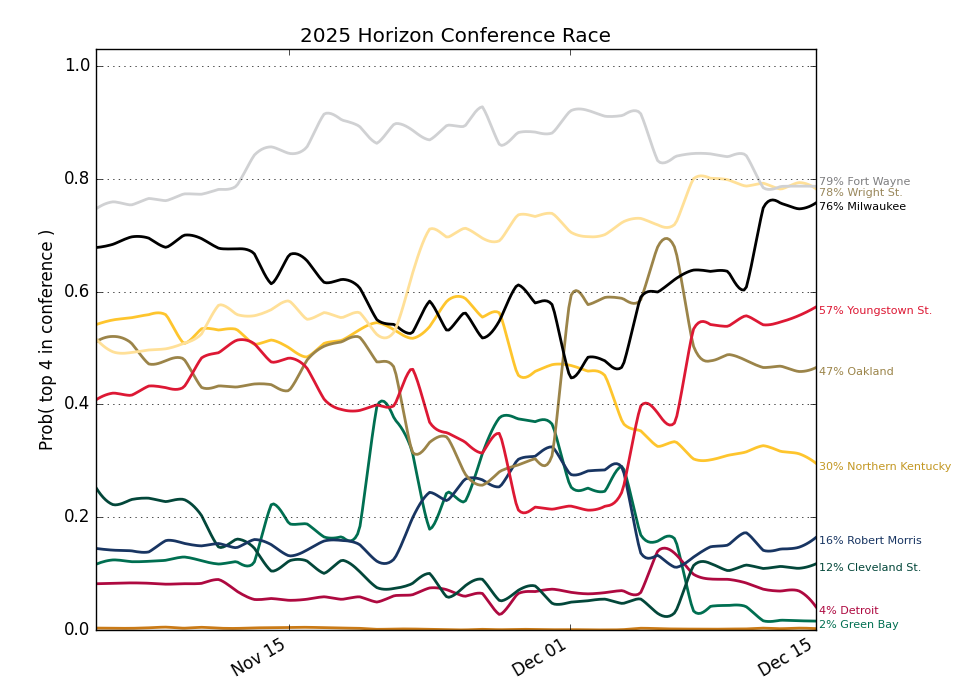 2025 Horizon Conference Race
Prob( top 4 in conference )
1.0
0.8
0.6
0.4
0.2
0.0
Nov 15
Dec 01
Dec 15
79% Fort Wayne
78% Wright St.
76% Milwaukee
57% Youngstown St.
47% Oakland
30% Northern Kentucky
16% Robert Morris
12% Cleveland St.
4% Detroit
2% Green Bay